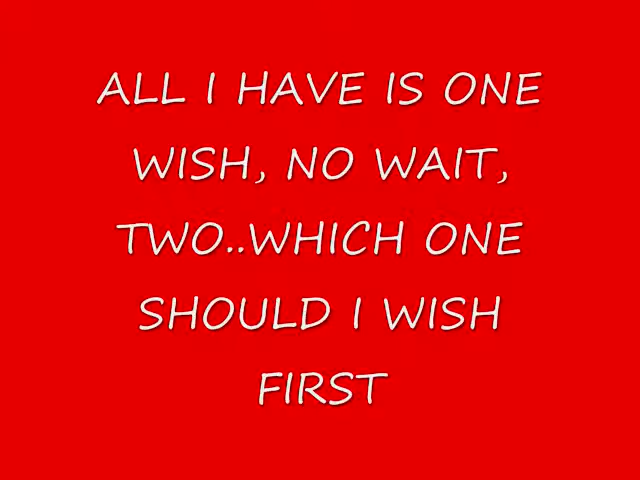 ALL I HAVE IS ONE
WISH, NO WAIT,
TWO..WHICH ONE
SHOULD I WISH
FIRST